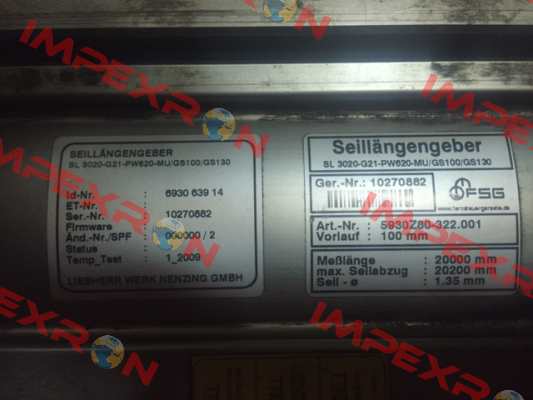 SEILLÄNGENGEBER
SL 3020-G21-PW620-MU/GS100/GS130
Id-Nr. : 6930 639 14
ET-Nr. :
Ser.-Nr. : 10270882
Firmware :
Änd.-Nr./SPF : 000000 / 2
Status :
Temp_Test : 1_2009
LIEBHERR WERK NENZING GMBH
Seillängengeber
SL 3020-G21-PW620-MU/GS100/GS130
Ger.-Nr.: 10270882
FSG
www.fernsteuergeraete.de
Art.-Nr. : 5930Z80-322.001
Vorlauf : 100 mm
Meßlänge : 20000 mm
max. Seilabzug : 20200 mm
Seil - ø : 1.35 mm
IMPEXRON
IMPEXRON
IMPEXRON
IMPEXRON